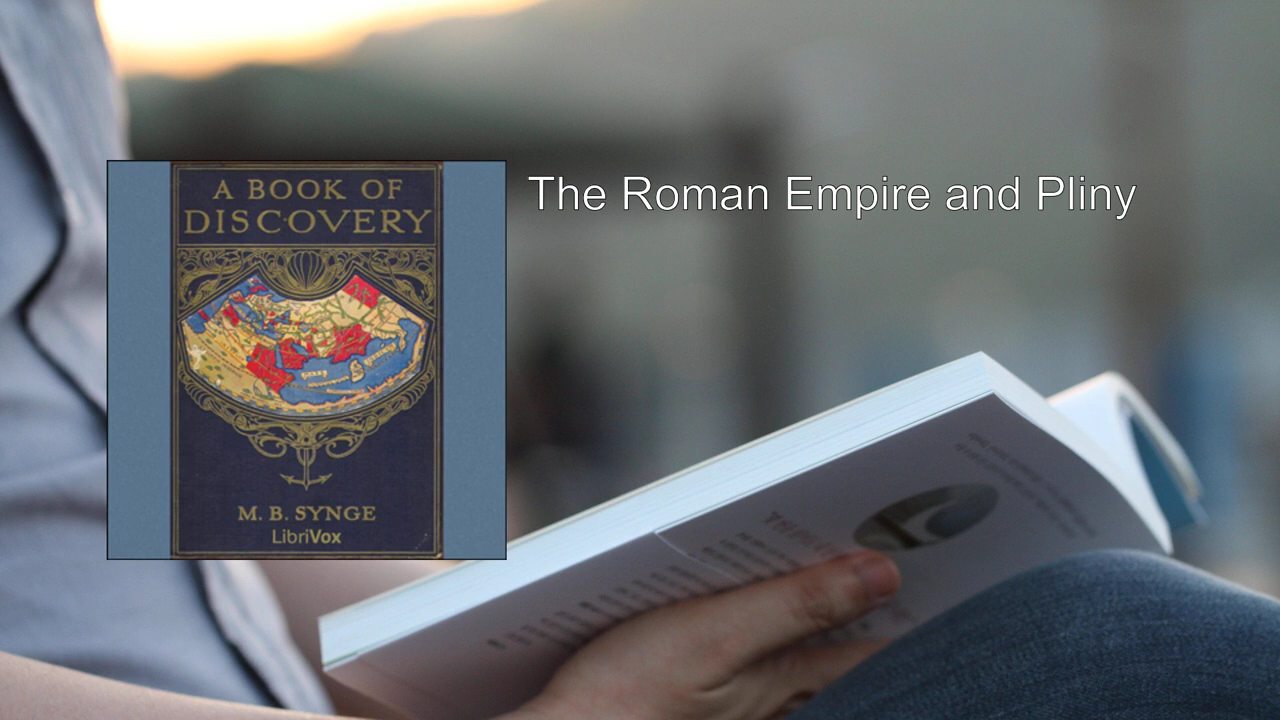 A BOOK OF
DISCOVERY
M. B. SYNGE
LibriVox
The Roman Empire and Pliny